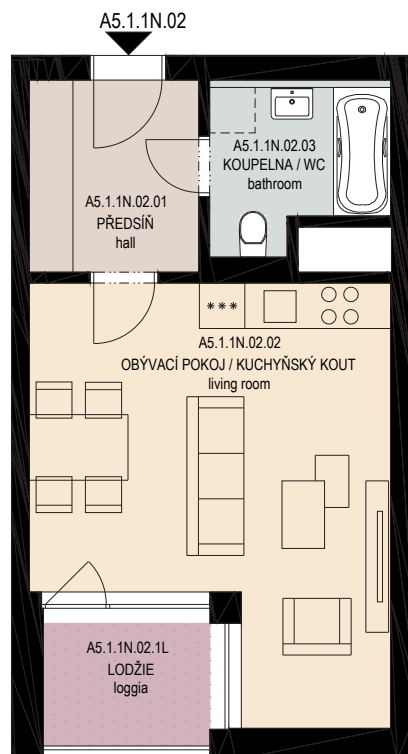 A5.1.1N.02
A5.1.1N.02.03
KOUPELNA / WC
bathroom
A5.1.1N.02.01
PŘEDSÍŇ
hall
***
A5.1.1N.02.02
OBÝVACÍ POKOJ / KUCHYŇSKÝ KOUT
living room
A5.1.1N.02.1L
LODŽIE
loggia